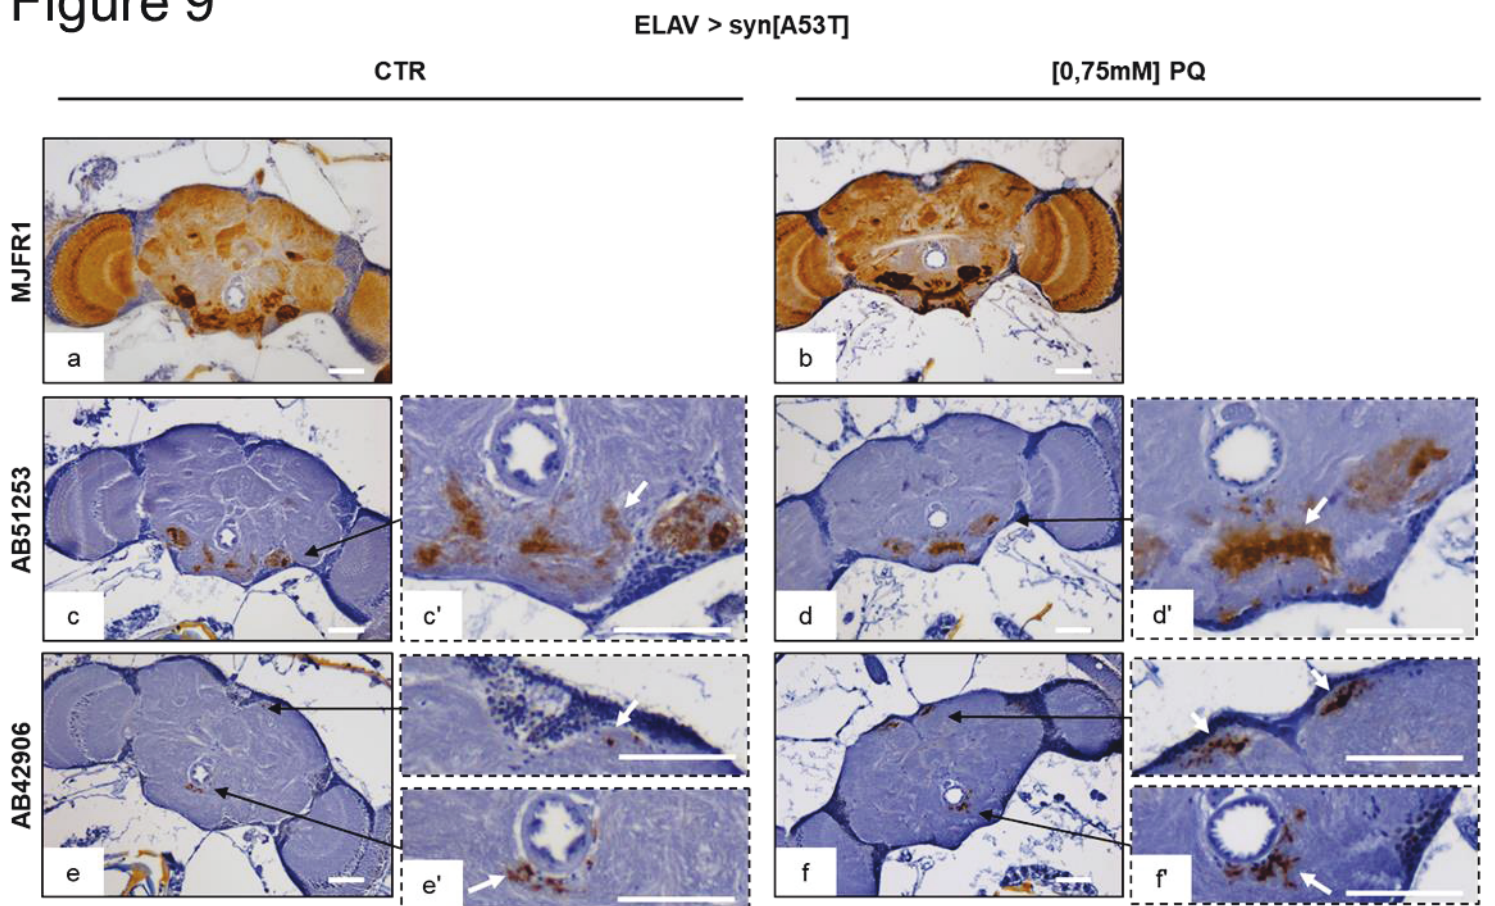 Figure 9
ELAV > syn[A53T]
CTR
[0,75mM] PQ
MJFR1
a
b
AB51253
c
c'
d
d'
AB42906
e
e'
f
f'